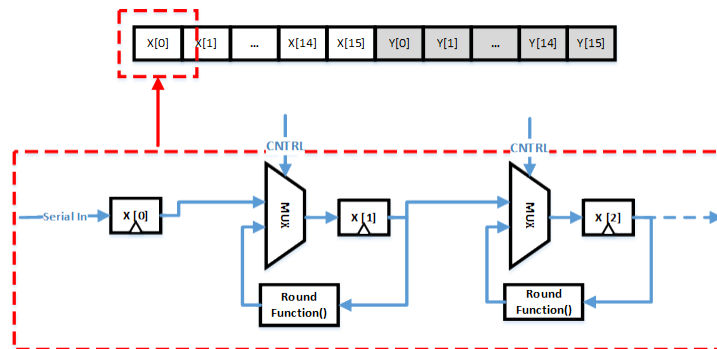 X[0] X[1] ... X[14] X[15] Y[0] Y[1] ... Y[14] Y[15]
CNTRL CNTRL
Serial In X [0] MUX X [1] MUX X [2]
Round
Function()
Round
Function()